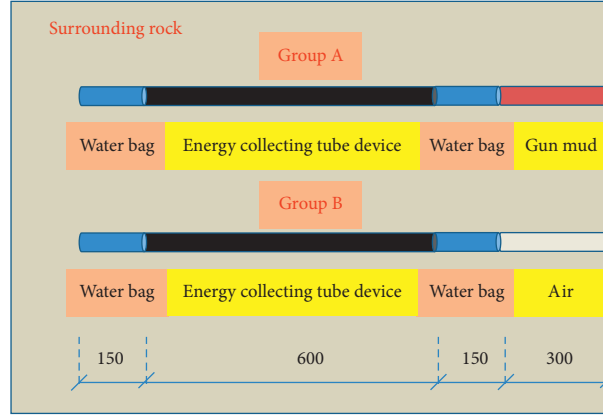 Surrounding rock
Group A
Water bag Energy collecting tube device Water bag Gun mud
Group B
Water bag Energy collecting tube device Water bag Air
150 600 150 300